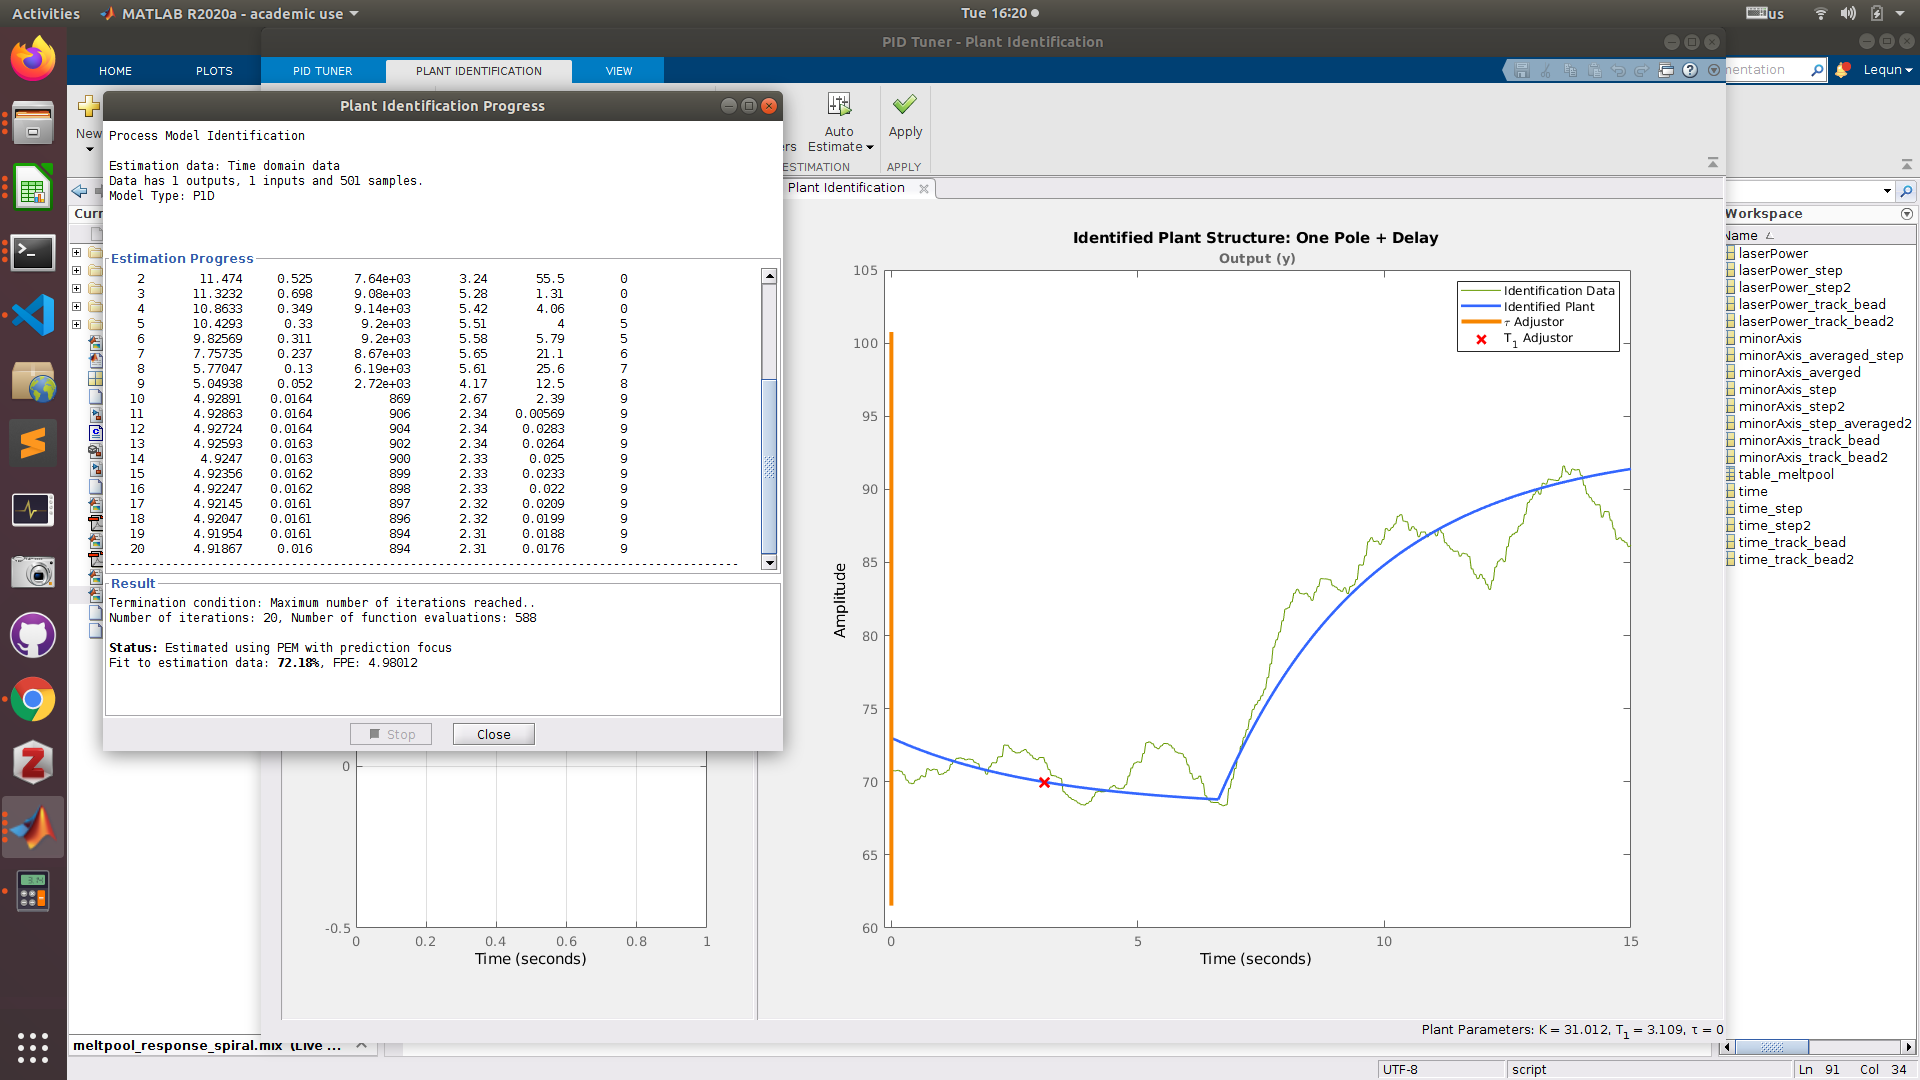 Activities
MATLAB R2020a - academic use
Tue 16:20
us
PID Tuner - Plant Identification
HOME
PLOTS
PID TUNER
PLANT IDENTIFICATION
VIEW
mentation
Lequn
New
Plant Identification Progress
Auto
Estimate
Apply
ESTIMATION
APPLY
Process Model Identification
Estimation data: Time domain data
Data has 1 outputs, 1 inputs and 501 samples.
Model Type: P1D
Plant Identification
Curr
Estimation Progress
2 11.474 0.525 7.64e+03 3.24 55.5 0
3 11.3232 0.698 9.08e+03 5.28 1.31 0
4 10.8633 0.349 9.14e+03 5.42 4.06 0
5 10.4293 0.33 9.2e+03 5.51 4 5
6 9.82569 0.311 9.2e+03 5.58 5.79 5
7 7.75735 0.237 8.67e+03 5.65 21.1 6
8 5.77047 0.13 6.19e+03 5.61 25.6 7
9 5.04938 0.052 2.72e+03 4.17 12.5 8
10 4.92891 0.0164 869 2.67 2.39 9
11 4.92863 0.0164 906 2.34 0.00569 9
12 4.92724 0.0164 904 2.34 0.0283 9
13 4.92593 0.0163 902 2.34 0.0264 9
14 4.9247 0.0163 900 2.33 0.025 9
15 4.92356 0.0162 899 2.33 0.0233 9
16 4.92247 0.0162 898 2.33 0.022 9
17 4.92145 0.0161 897 2.32 0.0209 9
18 4.92047 0.0161 896 2.32 0.0199 9
19 4.91954 0.0161 894 2.31 0.0188 9
20 4.91867 0.016 894 2.31 0.0176 9
Result
Termination condition: Maximum number of iterations reached..
Number of iterations: 20, Number of function evaluations: 588
Status: Estimated using PEM with prediction focus
Fit to estimation data: 72.18%, FPE: 4.98012
Stop
Close
0
-0.5
0 0.2 0.4 0.6 0.8 1
Time (seconds)
Identified Plant Structure: One Pole + Delay
Output (y)
Identification Data
Identified Plant
τ Adjustor
T1 Adjustor
105
100
95
90
85
80
75
70
65
60
Amplitude
0 5 10 15
Time (seconds)
Plant Parameters: K = 31.012, T1 = 3.109, τ = 0
Workspace
Name
laserPower
laserPower_step
laserPower_step2
laserPower_track_bead
laserPower_track_bead2
minorAxis
minorAxis_averaged_step
minorAxis_averged
minorAxis_step
minorAxis_step2
minorAxis_step_averaged2
minorAxis_track_bead
minorAxis_track_bead2
table_meltpool
time
time_step
time_step2
time_track_bead
time_track_bead2
meltpool_response_spiral.mlx (Live ...
UTF-8
script
Ln 91 Col 34